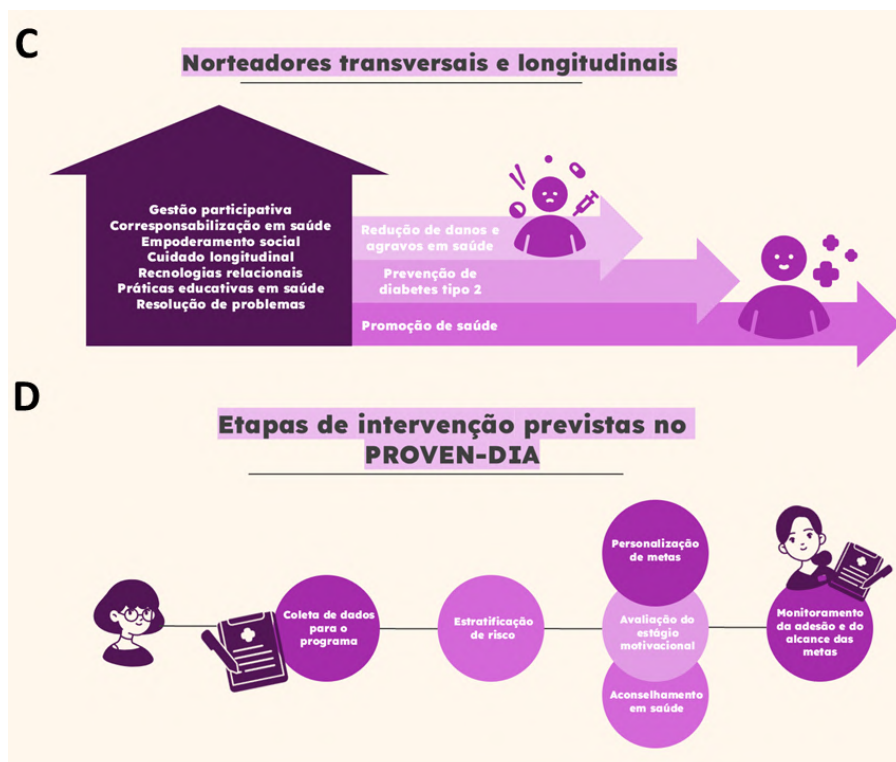 C
Norteadores transversais e longitudinais
Gestão participativa
Corresponsabilização em saúde
Empoderamento social
Cuidado longitudinal
Recnologias relacionais
Práticas educativas em saúde
Resolução de problemas
Redução de danos e
agravos em saúde
Prevenção de
diabetes tipo 2
Promoção de saúde
D
Etapas de intervenção previstas no
PROVEN-DIA
Coleta de dados
para o
programa
Estratificação
de risco
Personalização
de metas
Avaliação do
estágio
motivacional
Aconselhamento
em saúde
Monitoramento
da adesão e do
alcance das
metas